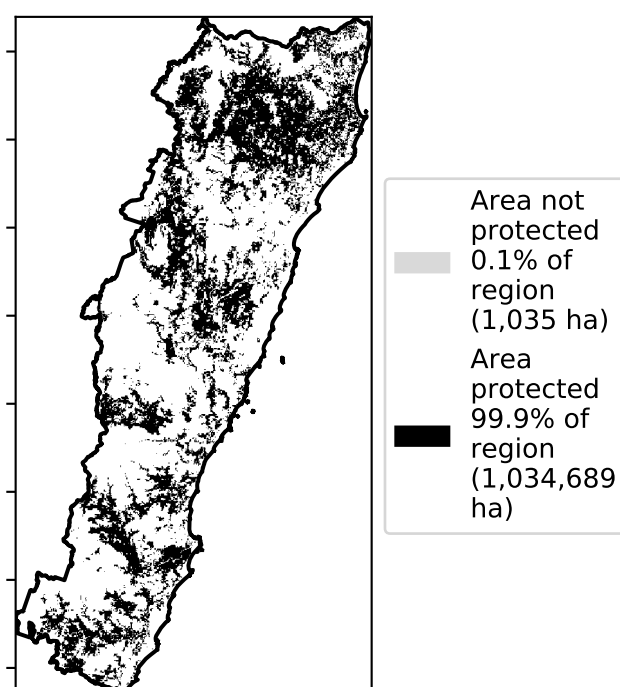 Area not
protected
0.1% of
region
(1,035 ha)
Area
protected
99.9% of
region
(1,034,689
ha)